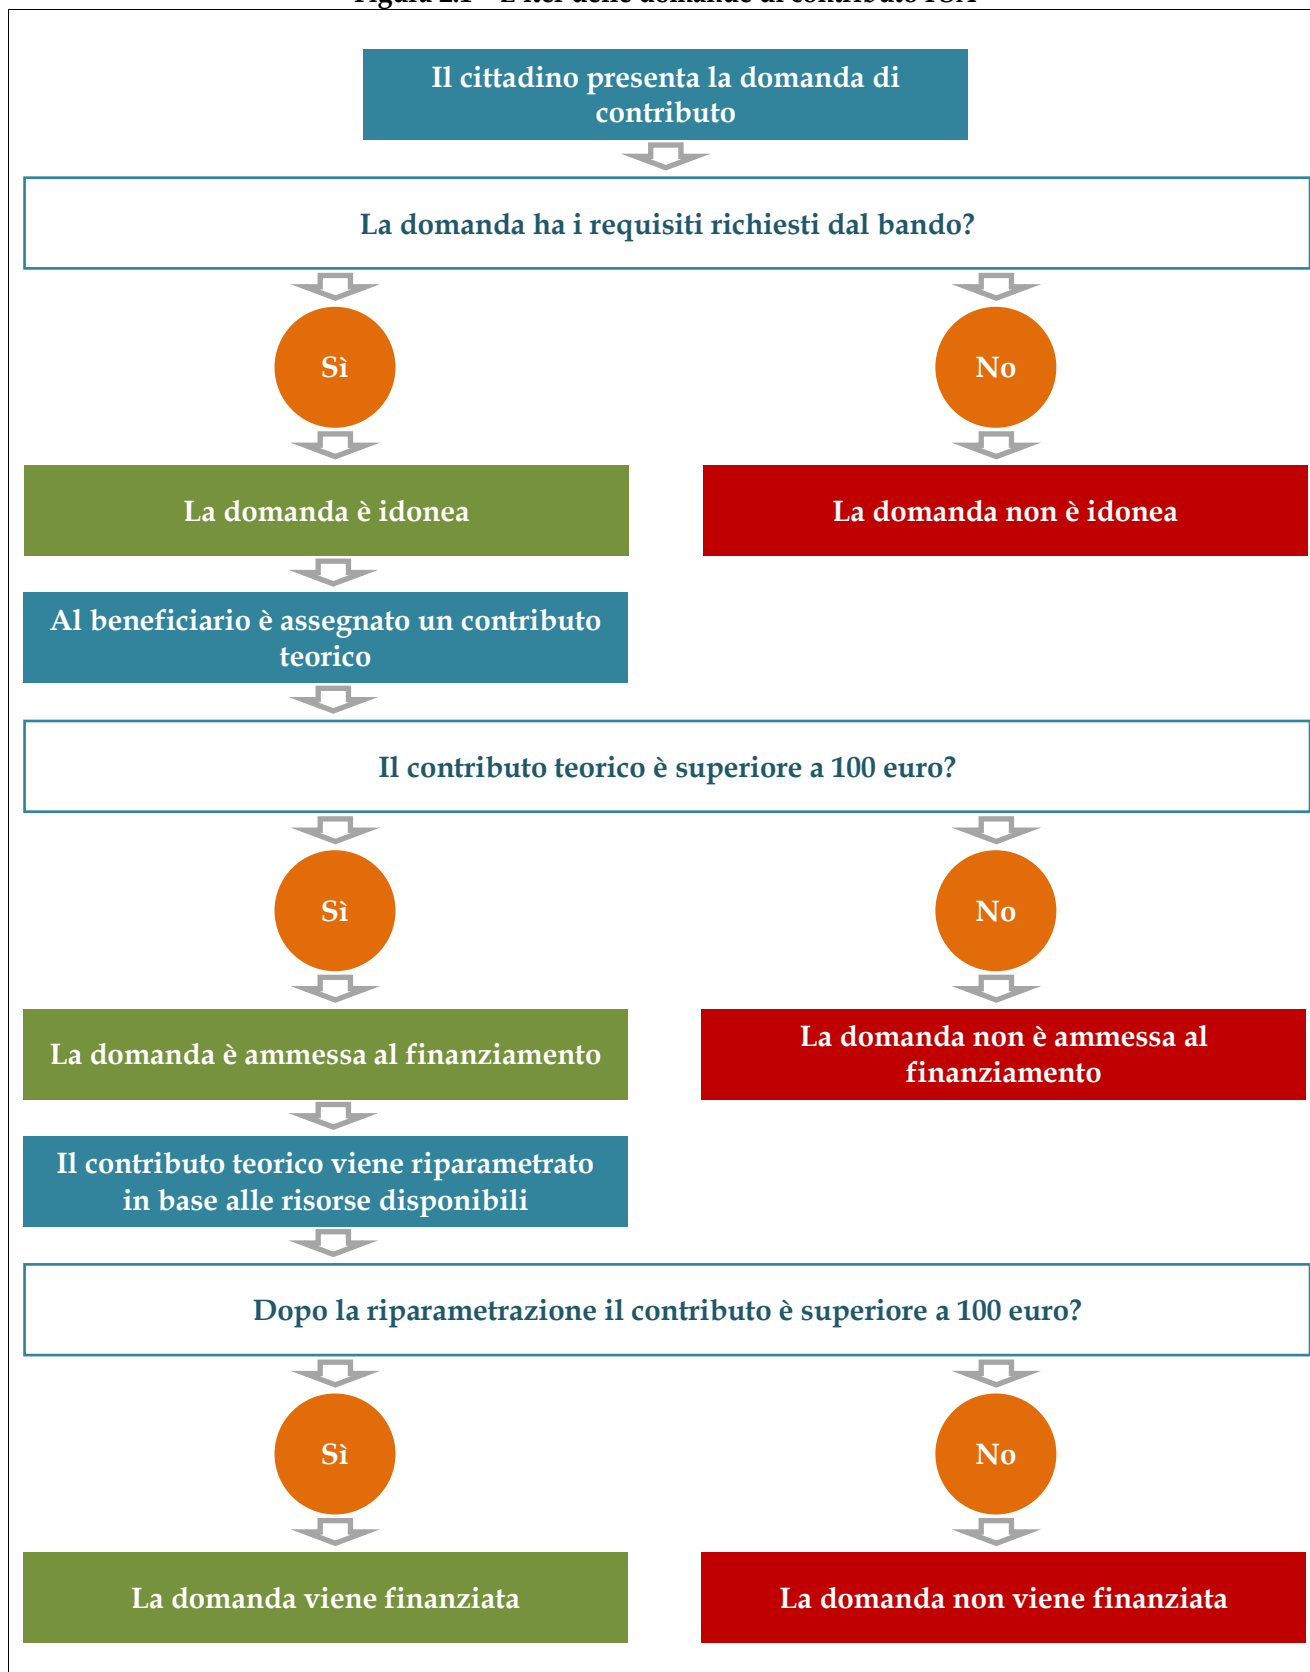 Il cittadino presenta la domanda di
contributo
La domanda ha i requisiti richiesti dal bando?
Sì
No
La domanda è idonea
La domanda non è idonea
Al beneficiario è assegnato un contributo
teorico
Il contributo teorico è superiore a 100 euro?
Sì
No
La domanda è ammessa al finanziamento
La domanda non è ammessa al
finanziamento
Il contributo teorico viene riparametrato
in base alle risorse disponibili
Dopo la riparametrazione il contributo è superiore a 100 euro?
Sì
No
La domanda viene finanziata
La domanda non viene finanziata